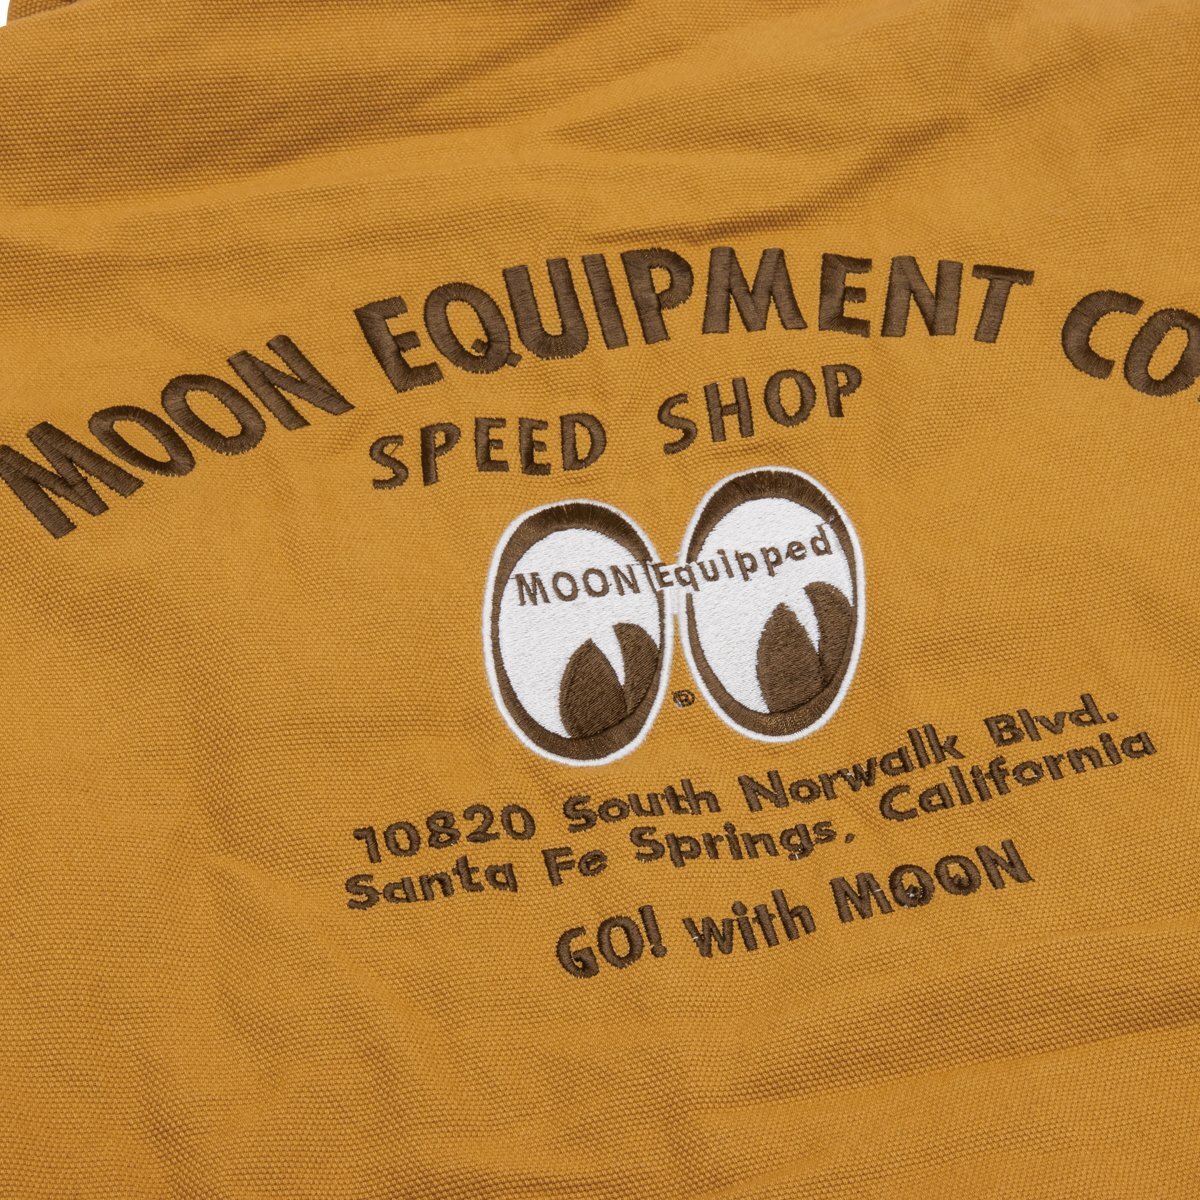 MOON EQUIPMENT CO
SPEED SHOP
MOON Equipped
®
10820 South Norwalk Blvd.
Santa Fe Springs, California
GO! with MOON